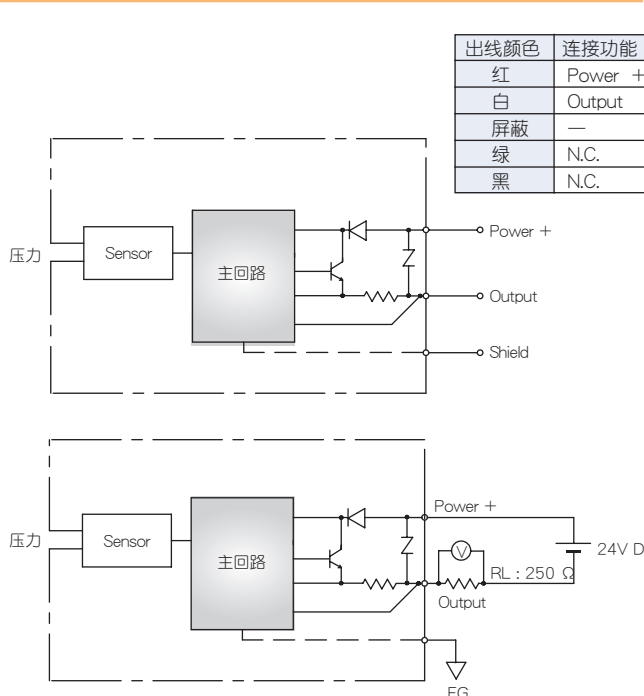 出线颜色 连接功能
红 Power +
白 Output
屏蔽 —
绿 N.C.
黑 N.C.
压力
Sensor
主回路
Power +
Output
Shield
压力
Sensor
主回路
Power +
V
24V D
RL : 250 Ω
Output
FG